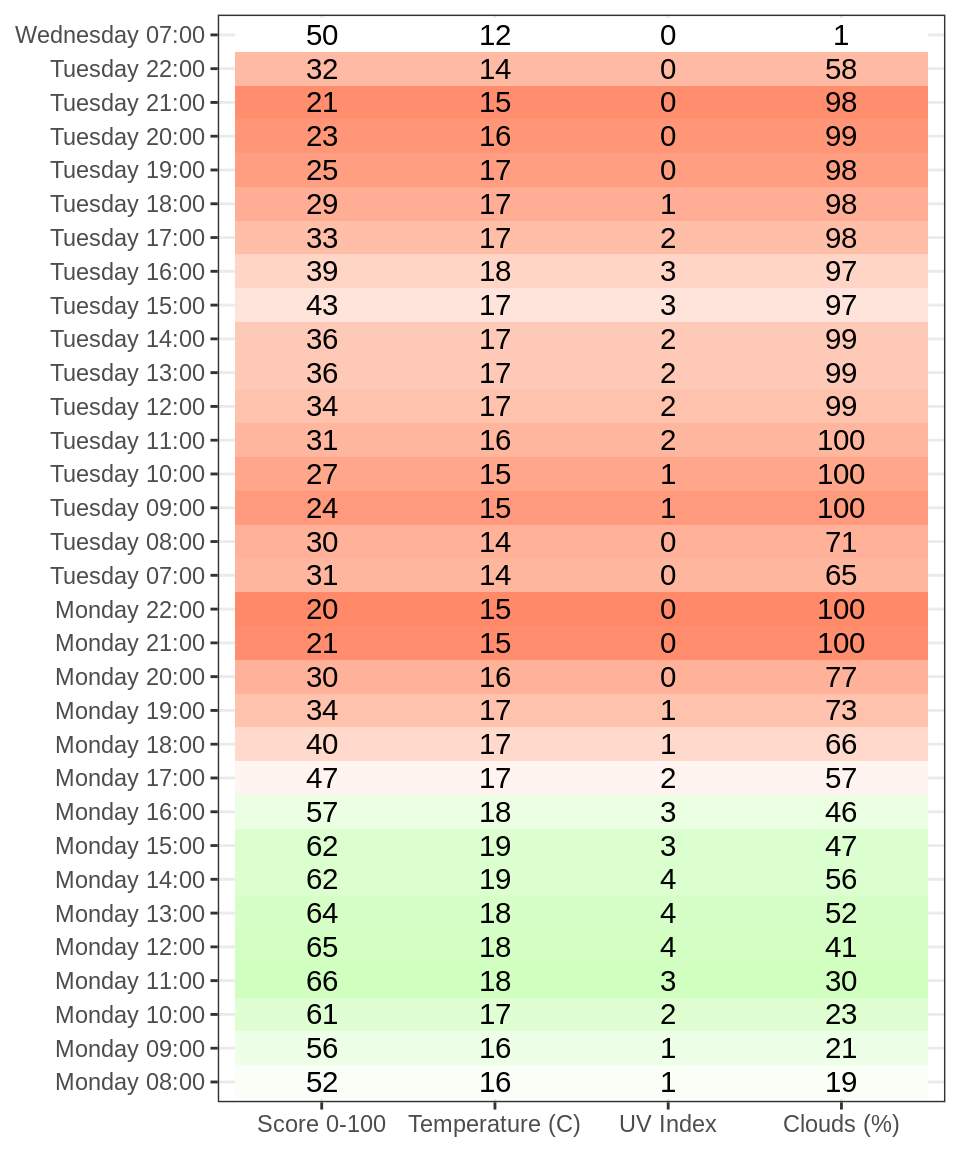 Wednesday 07:00 50 12 0 1
Tuesday 22:00 32 14 0 58
Tuesday 21:00 21 15 0 98
Tuesday 20:00 23 16 0 99
Tuesday 19:00 25 17 0 98
Tuesday 18:00 29 17 1 98
Tuesday 17:00 33 17 2 98
Tuesday 16:00 39 18 3 97
Tuesday 15:00 43 17 3 97
Tuesday 14:00 36 17 2 99
Tuesday 13:00 36 17 2 99
Tuesday 12:00 34 17 2 99
Tuesday 11:00 31 16 2 100
Tuesday 10:00 27 15 1 100
Tuesday 09:00 24 15 1 100
Tuesday 08:00 30 14 0 71
Tuesday 07:00 31 14 0 65
Monday 22:00 20 15 0 100
Monday 21:00 21 15 0 100
Monday 20:00 30 16 0 77
Monday 19:00 34 17 1 73
Monday 18:00 40 17 1 66
Monday 17:00 47 17 2 57
Monday 16:00 57 18 3 46
Monday 15:00 62 19 3 47
Monday 14:00 62 19 4 56
Monday 13:00 64 18 4 52
Monday 12:00 65 18 4 41
Monday 11:00 66 18 3 30
Monday 10:00 61 17 2 23
Monday 09:00 56 16 1 21
Monday 08:00 52 16 1 19
Score 0-100 Temperature (C) UV Index Clouds (%)